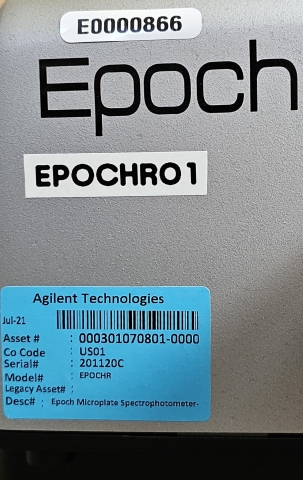 E0000866
Epoch
EPOCHR01
Agilent Technologies
Jul-21
Asset # : 000301070801-0000
Co Code : US01
Serial# : 201120C
Model# : EPOCHR
Legacy Asset# :
Desc# : Epoch Microplate Spectrophotometer-